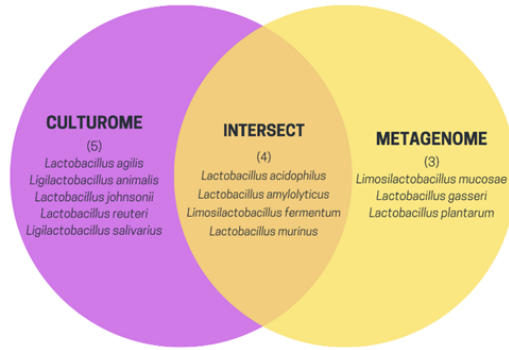 CULTUROME
(5)
Lactobacillus agilis
Ligilactobacillus animalis
Lactobacillus johnsonii
Lactobacillus reuteri
Ligilactobacillus salivarius
INTERSECT
(4)
Lactobacillus acidophilus
Lactobacillus amylolyticus
Limosilactobacillus fermentum
Lactobacillus murinus
METAGENOME
(3)
Limosilactobacillus mucosae
Lactobacillus gasseri
Lactobacillus plantarum